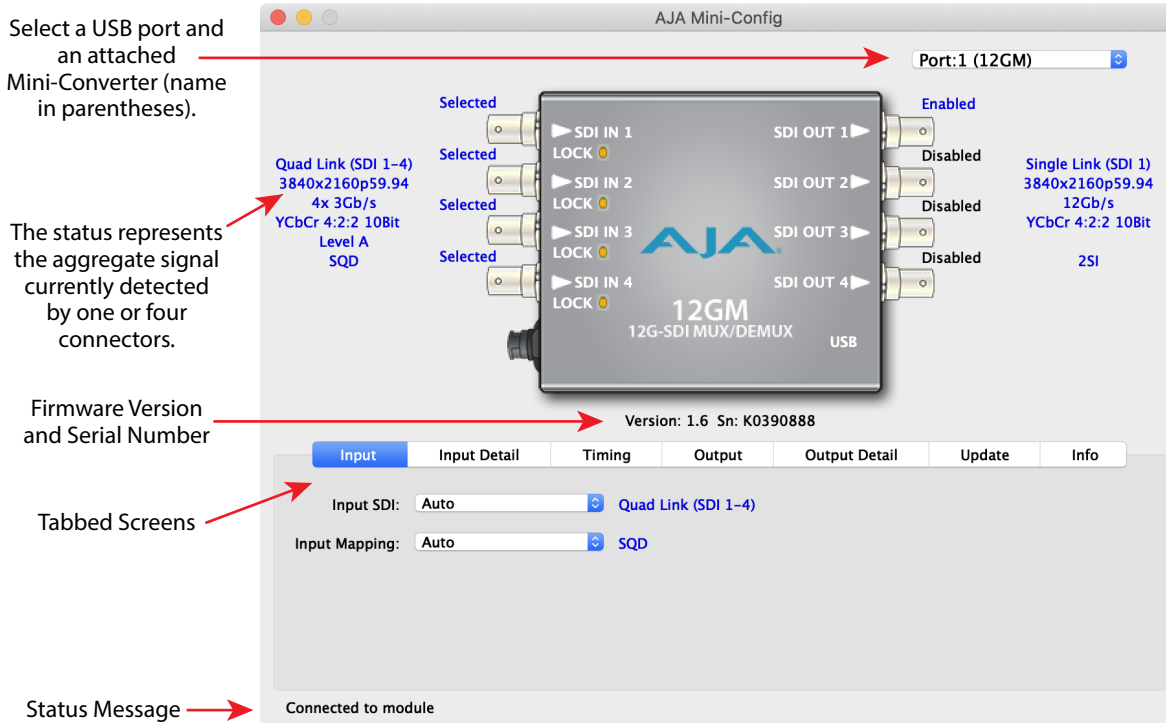 AJA Mini-Config
Select a USB port and
an attached
Mini-Converter (name
in parentheses).
Port:1 (12GM)
Selected
SDI IN 1
LOCK
SDI OUT 1
Enabled
Selected
SDI IN 2
LOCK
SDI OUT 2
Disabled
Selected
SDI IN 3
LOCK
SDI OUT 3
Disabled
Selected
SDI IN 4
LOCK
SDI OUT 4
Disabled
Quad Link (SDI 1-4)
3840x2160p59.94
4x 3Gb/s
YCbCr 4:2:2 10Bit
Level A
SQD
AJA
12GM
12G-SDI MUX/DEMUX
USB
Single Link (SDI 1)
3840x2160p59.94
12Gb/s
YCbCr 4:2:2 10Bit
2SI
The status represents
the aggregate signal
currently detected
by one or four
connectors.
Firmware Version
and Serial Number
Version: 1.6 Sn: K0390888
Input Input Detail Timing Output Output Detail Update Info
Tabbed Screens
Input SDI: Auto Quad Link (SDI 1-4)
Input Mapping: Auto SQD
Status Message
Connected to module